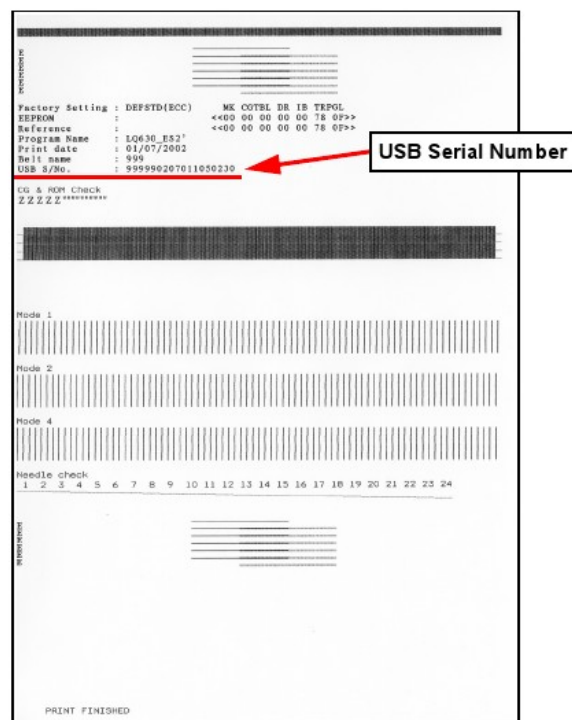 E
E
E
E
E
E
Factory Setting : DEFSTD(ECC) MK COTBL DR IB TRPGL
EEPROM : <<00 00 00 00 00 78 0F>>
Reference : <<00 00 00 00 00 78 0F>>
Program Name : LQ630_ES2'
Print date : 01/07/2002
Belt name : 999
USB S/No. : 999990207011050230
USB Serial Number
CG & ROM Check
ZZZZZ""""""""""
Mode 1
Mode 2
Mode 4
Needle check
1 2 3 4 5 6 7 8 9 10 11 12 13 14 15 16 17 18 19 20 21 22 23 24
PRINT FINISHED